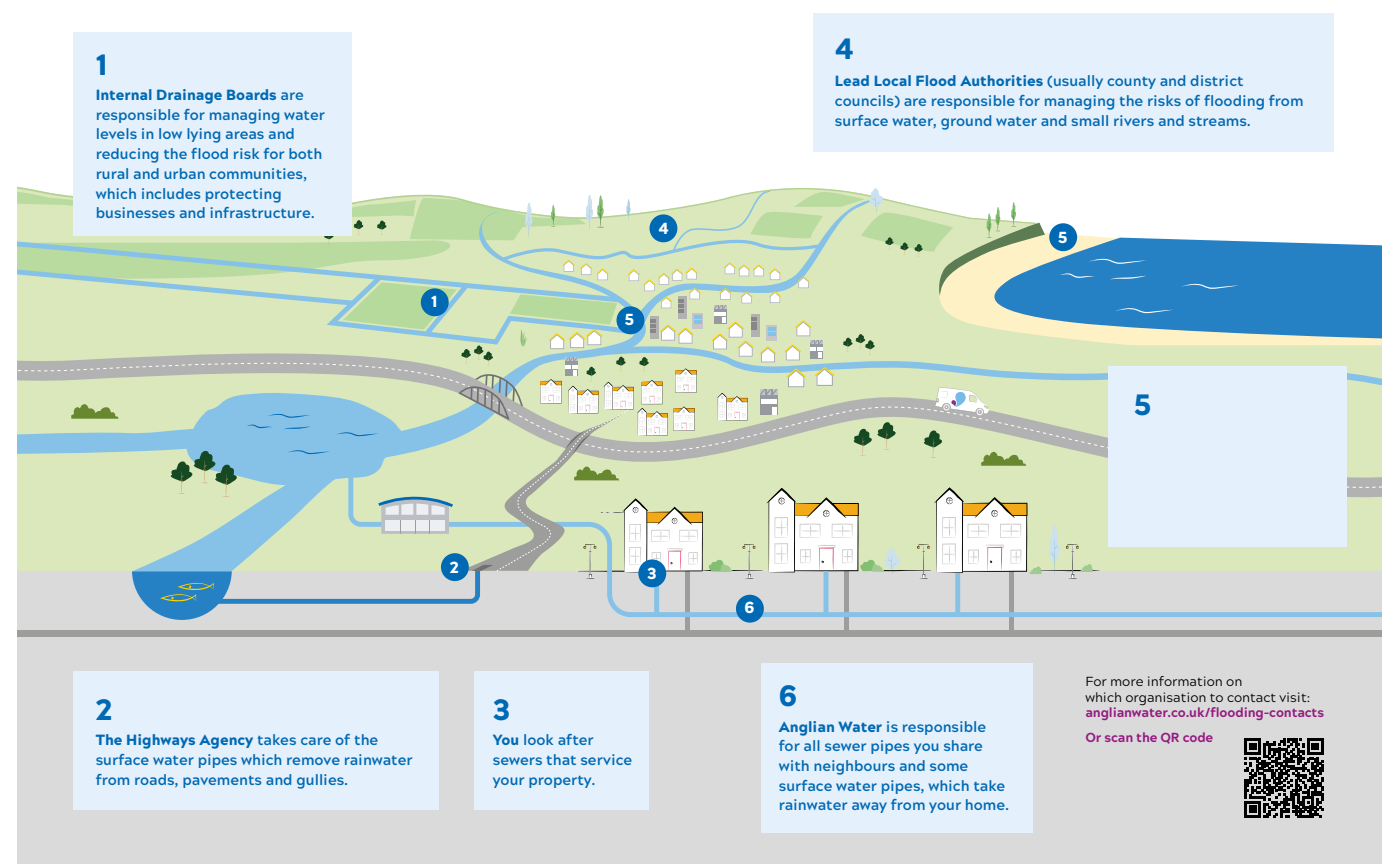 1
Internal Drainage Boards are
responsible for managing water
levels in low lying areas and
reducing the flood risk for both
rural and urban communities,
which includes protecting
businesses and infrastructure.
4
Lead Local Flood Authorities (usually county and district
councils) are responsible for managing the risks of flooding from
surface water, ground water and small rivers and streams.
4
5
1
5
5
2
3
6
2
The Highways Agency takes care of the
surface water pipes which remove rainwater
from roads, pavements and gullies.
3
You look after
sewers that service
your property.
6
Anglian Water is responsible
for all sewer pipes you share
with neighbours and some
surface water pipes, which take
rainwater away from your home.
For more information on
which organisation to contact visit:
anglianwater.co.uk/flooding-contacts
Or scan the QR code